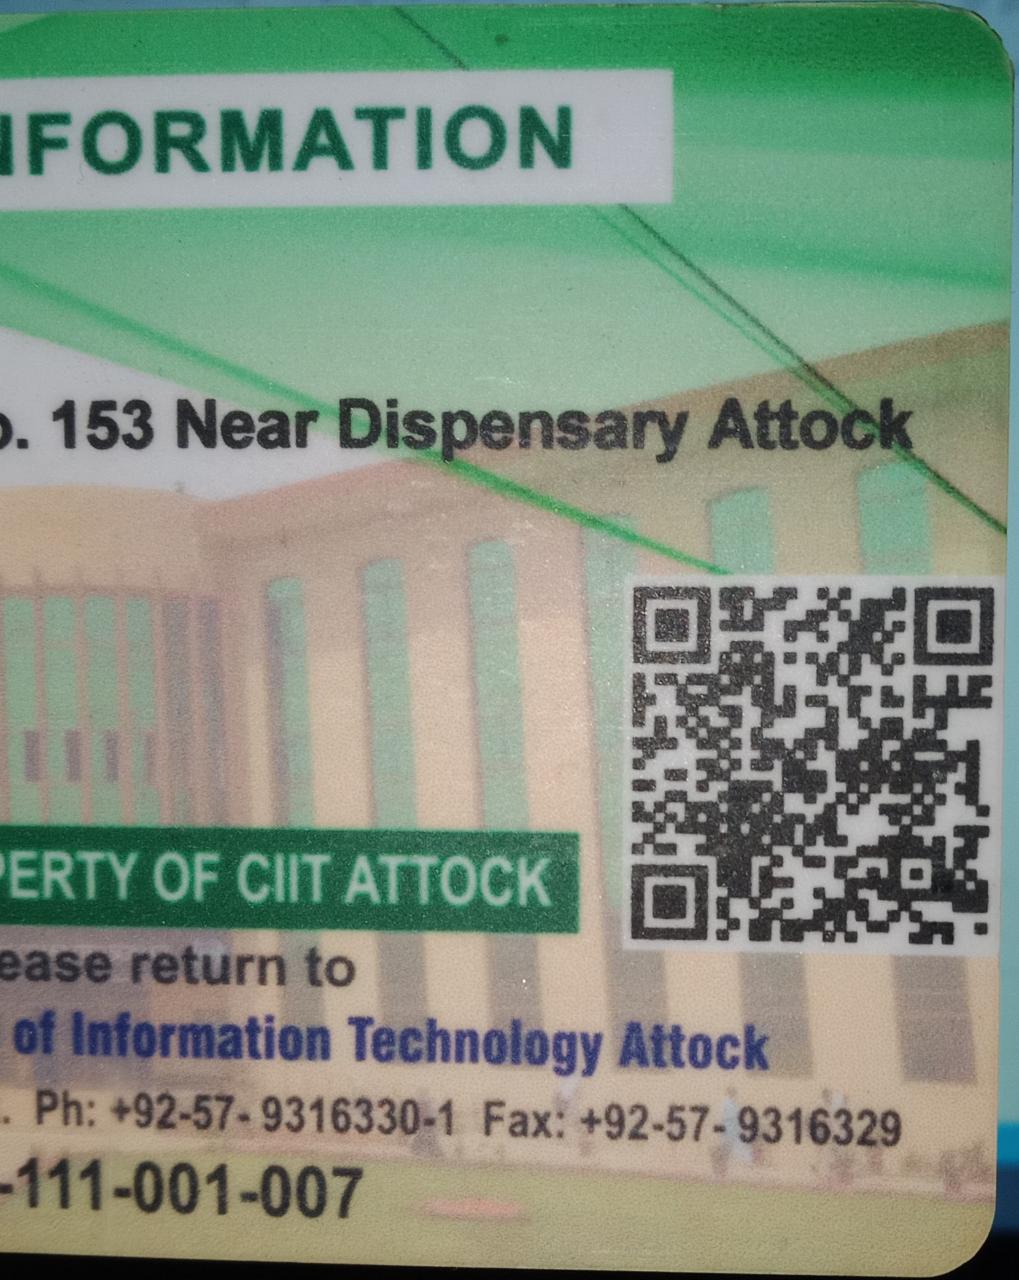 NFORMATION
o. 153 Near Dispensary Attock
PERTY OF CIIT ATTOCK
ease return to
of Information Technology Attock
. Ph: +92-57- 9316330-1 Fax: +92-57- 9316329
-111-001-007